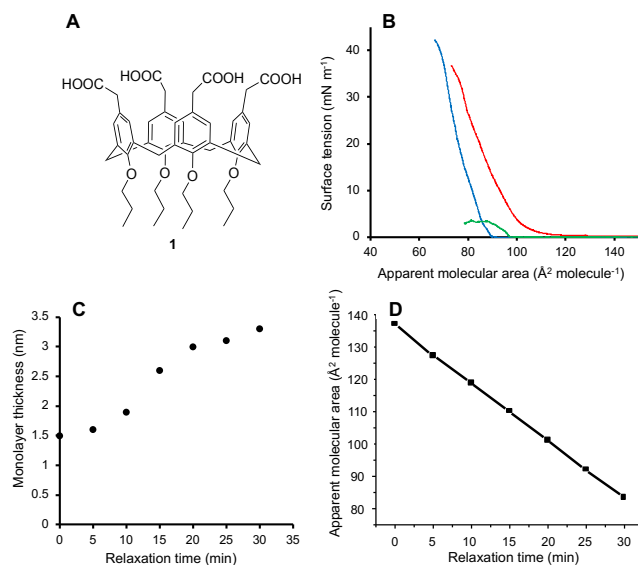 A
HOOC HOOC COOH COOH
O O O O
1
B
Surface tension (mN m⁻¹)
40
30
20
10
0
40 60 80 100 120 140
Apparent molecular area (Å² molecule⁻¹)
C
Monolayer thickness (nm)
3.5
3
2.5
2
1.5
1
0.5
0
0 5 10 15 20 25 30 35
Relaxation time (min)
D
Apparent molecular area (Å² molecule⁻¹)
140
130
120
110
100
90
80
0 5 10 15 20 25 30
Relaxation time (min)